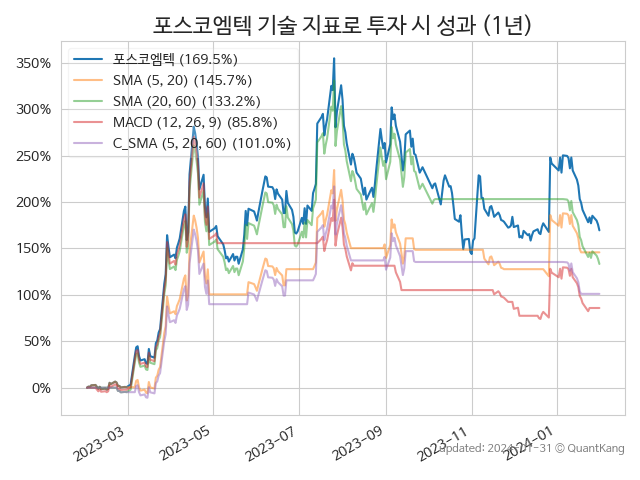 포스코엠텍 기술 지표로 투자 시 성과 (1년)
포스코엠텍 (169.5%)
SMA (5, 20) (145.7%)
SMA (20, 60) (133.2%)
MACD (12, 26, 9) (85.8%)
C_SMA (5, 20, 60) (101.0%)
350%
300%
250%
200%
150%
100%
50%
0%
2023-03
2023-05
2023-07
2023-09
2023-11
2024-01
updated: 2024-01-31 © QuantKang